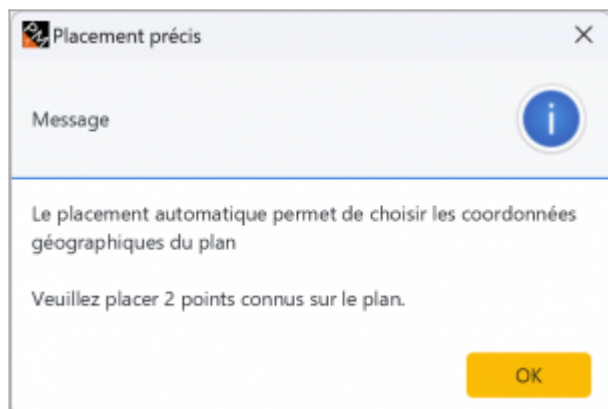 PM
Placement précis
Message
i
Le placement automatique permet de choisir les coordonnées
géographiques du plan
Veuillez placer 2 points connus sur le plan.
OK